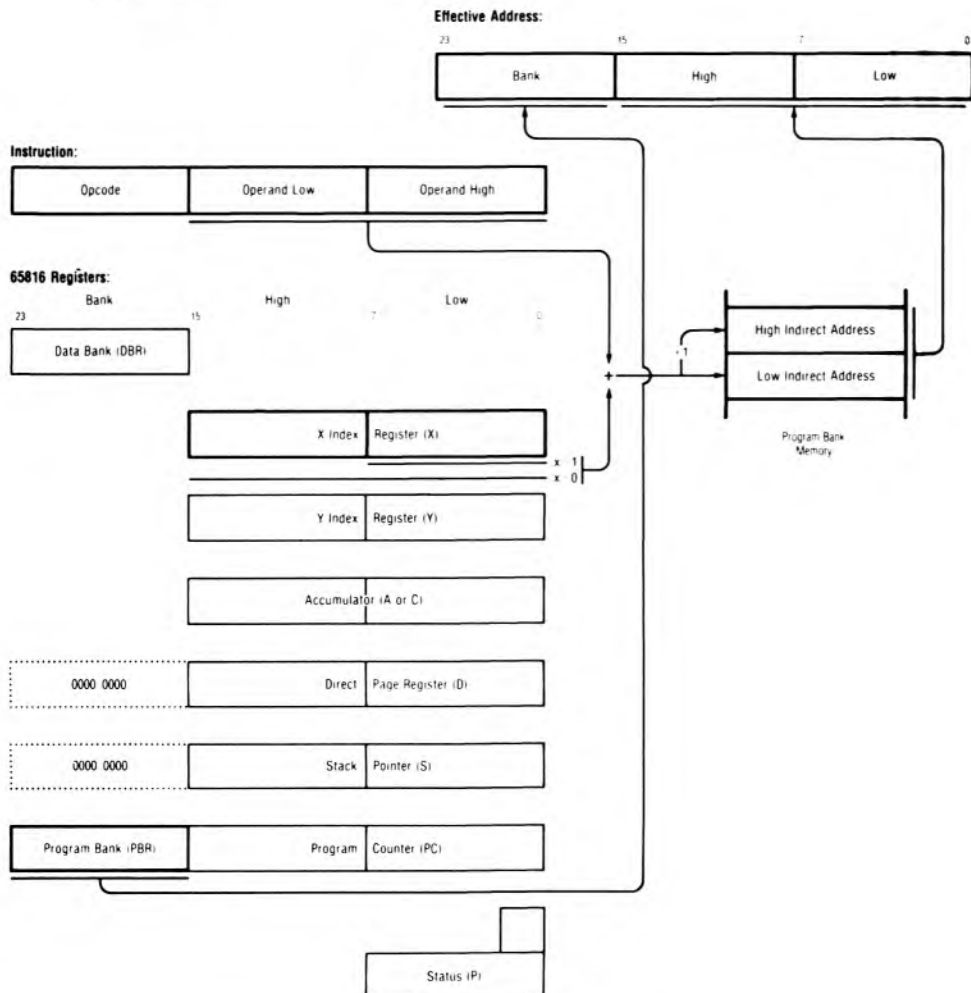 Effective Address:
23 15 7 0
Bank High Low
Instruction:
Opcode Operand Low Operand High
65816 Registers:
Bank High Low
23 15 7 0
Data Bank (DBR)
High Indirect Address
1
+
Low Indirect Address
Program Bank
Memory
X Index Register (X)
x 1
x 0
Y Index Register (Y)
Accumulator (A or C)
0000 0000 Direct Page Register (D)
0000 0000 Stack Pointer (S)
Program Bank (PBR) Program Counter (PC)
Status (P)